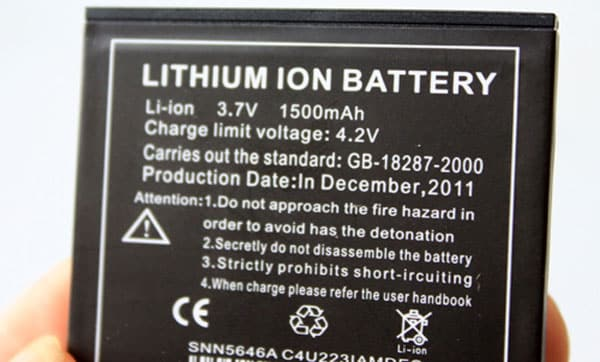 LITHIUM ION BATTERY
Li-ion 3.7V 1500mAh
Charge limit voltage: 4.2V
Carries out the standard: GB-18287-2000
Production Date:In December,2011
Attention:1.Do not approach the fire hazard in
order to avoid has the detonation
2.Secretly do not disassemble the battery
3.Strictly prohibits short-ircuiting
4.When charge please refer the user handbook
CE
Li-ion
SNN5646A